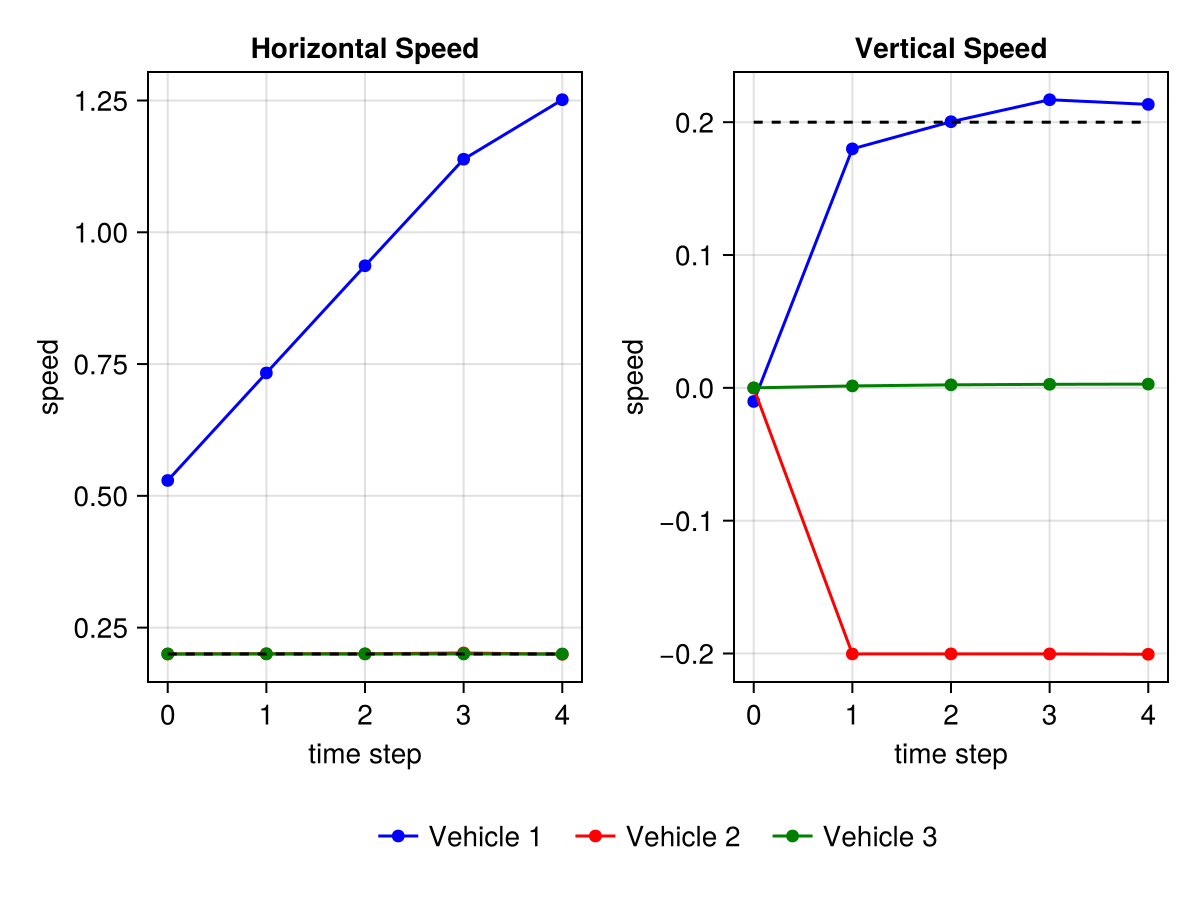 Horizontal Speed
1.25
1.00
0.75
0.50
0.25
speed
0 1 2 3 4
time step
Vertical Speed
0.2
0.1
0.0
−0.1
−0.2
speed
0 1 2 3 4
time step
Vehicle 1 Vehicle 2 Vehicle 3